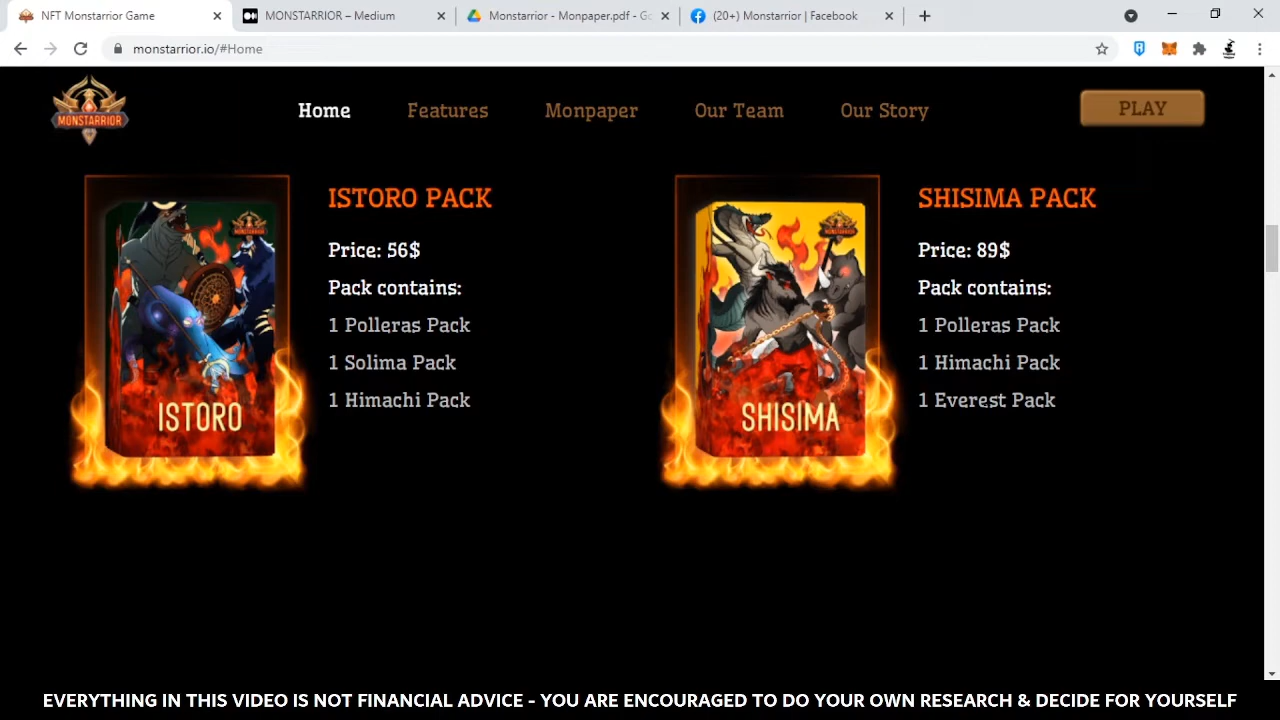 NFT Monstarrior Game
MONSTARRIOR – Medium
Monstarrior - Monpaper.pdf - Go
(20+) Monstarrior | Facebook
monstarrior.io/#Home
MONSTARRIOR
Home
Features
Monpaper
Our Team
Our Story
PLAY
MONSTARRIOR
ISTORO
ISTORO PACK
Price: 56$
Pack contains:
1 Polleras Pack
1 Solima Pack
1 Himachi Pack
MONSTARRIOR
SHISIMA
SHISIMA PACK
Price: 89$
Pack contains:
1 Polleras Pack
1 Himachi Pack
1 Everest Pack
EVERYTHING IN THIS VIDEO IS NOT FINANCIAL ADVICE - YOU ARE ENCOURAGED TO DO YOUR OWN RESEARCH & DECIDE FOR YOURSELF